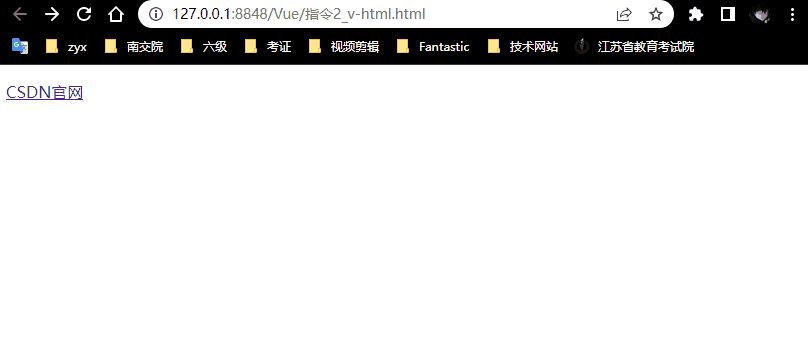 127.0.0.1:8848/Vue/指令2_v-html.html
zyx 南交院 六级 考证 视频剪辑 Fantastic 技术网站 江苏省教育考试院
CSDN官网